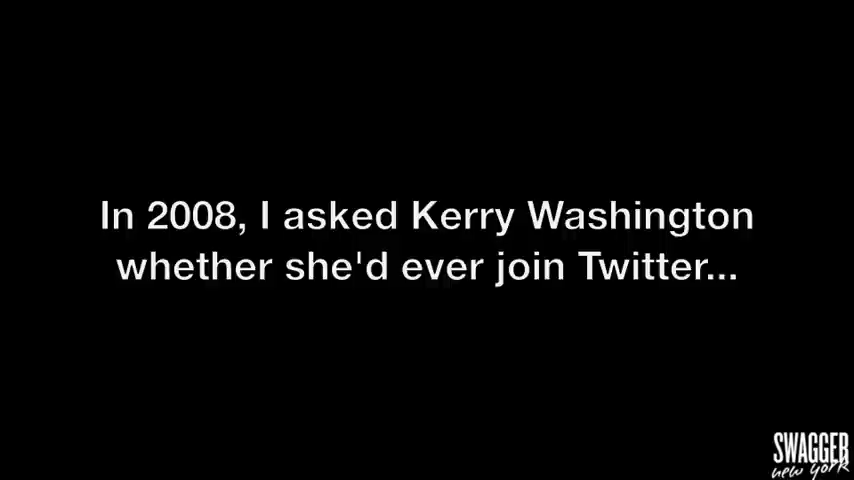 In 2008, I asked Kerry Washington
whether she'd ever join Twitter...
SWAGGER
new york